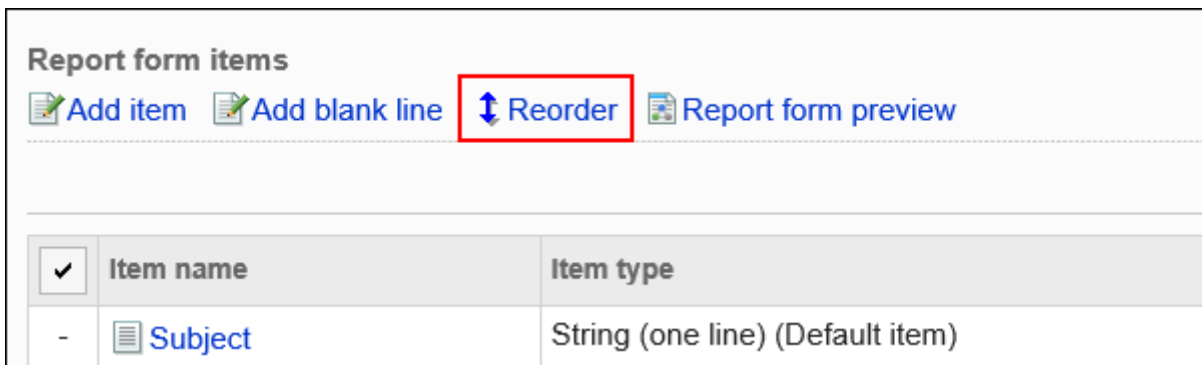 Report form items
Add item Add blank line Reorder Report form preview
Item name Item type
- Subject String (one line) (Default item)